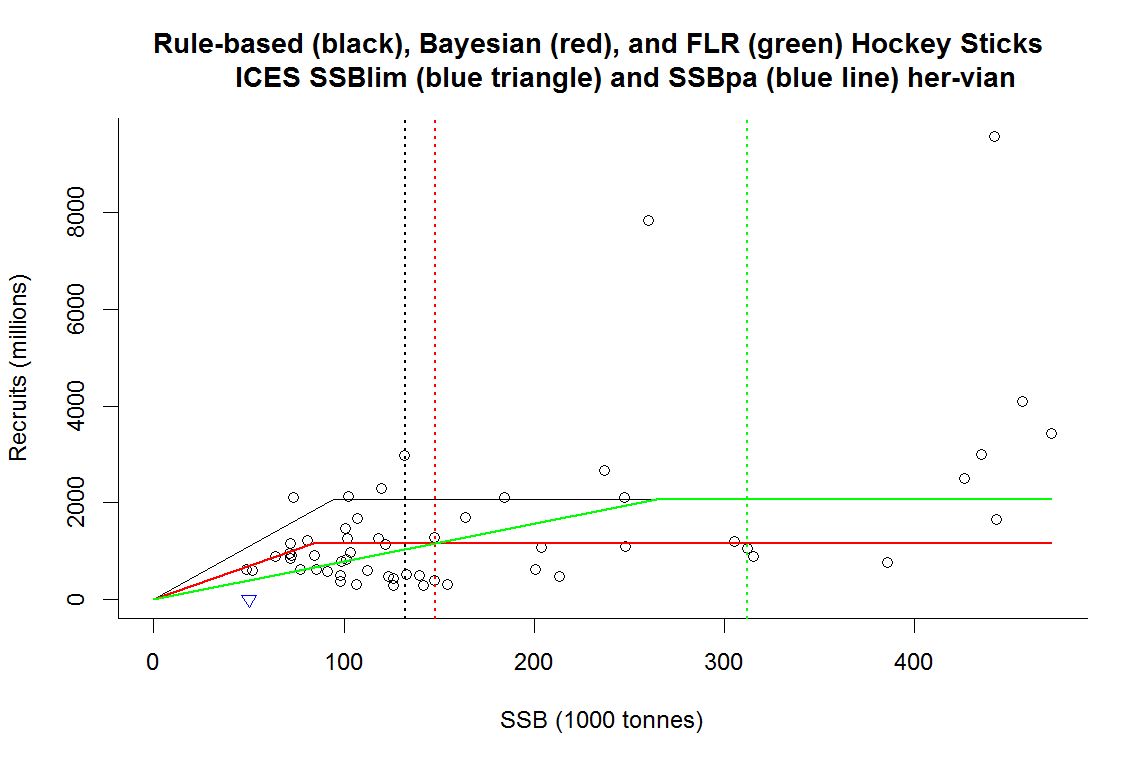 Rule-based (black), Bayesian (red), and FLR (green) Hockey Sticks
ICES SSBlim (blue triangle) and SSBpa (blue line) her-vian
Recruits (millions)
8000
6000
4000
2000
0
0 100 200 300 400
SSB (1000 tonnes)